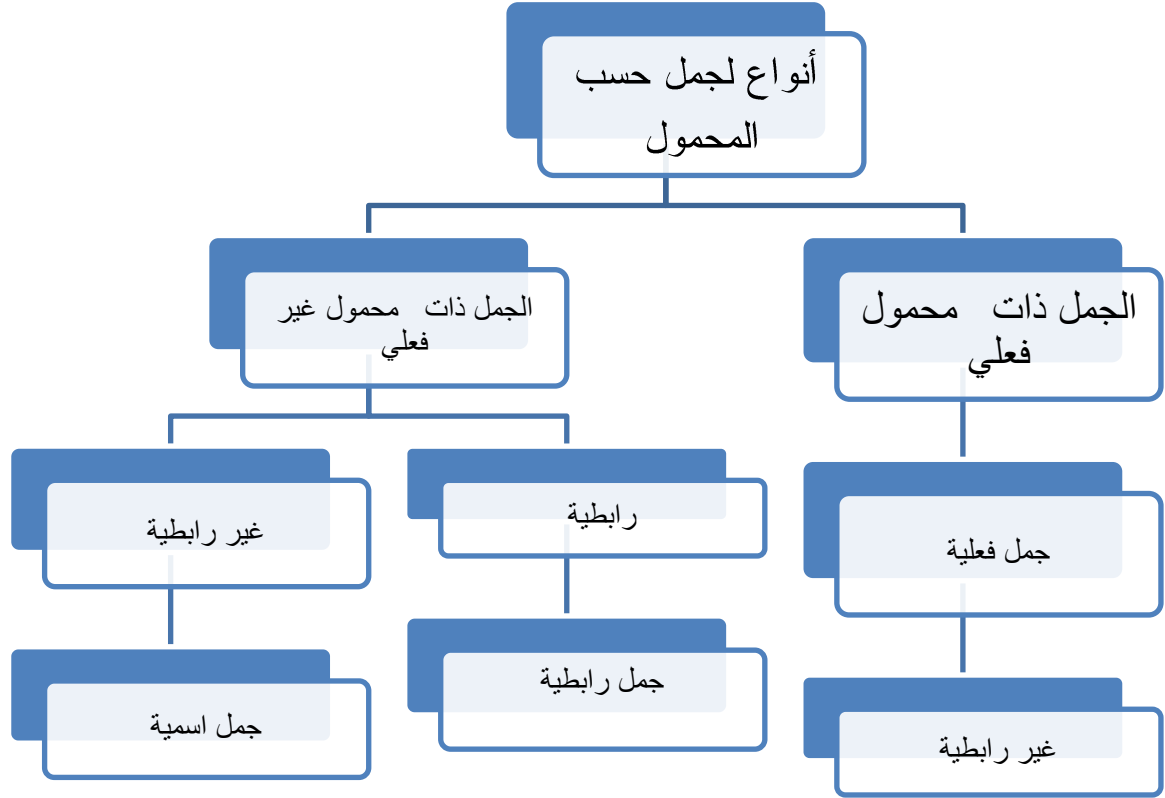 أنواع لجمل حسب
المحمول
الجمل ذات محمول
فعلي
الجمل ذات محمول غير
فعلي
جمل فعلية
رابطية
غير رابطية
غير رابطية
جمل رابطية
جمل اسمية